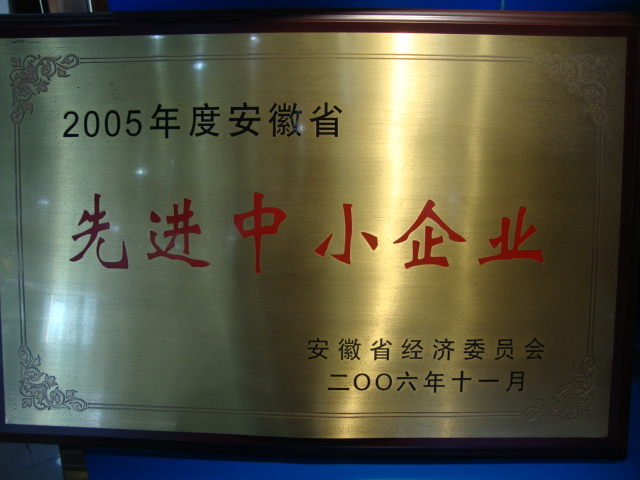 2005年度安徽省
先进中小企业
安徽省经济委员会
二OO六年十一月